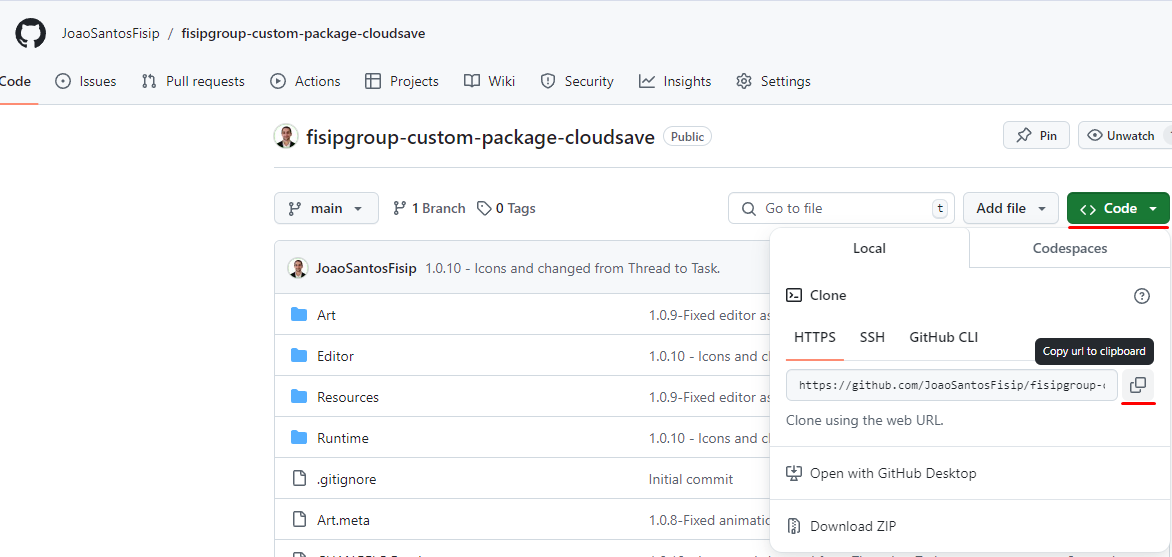 JoaoSantosFisip / fisipgroup-custom-package-cloudsave
Code Issues Pull requests Actions Projects Wiki Security Insights Settings
fisipgroup-custom-package-cloudsave Public Pin Unwatch
main 1 Branch 0 Tags Go to file t Add file Code
Local Codespaces
JoaoSantosFisip 1.0.10 - Icons and changed from Thread to Task.
Clone
Art 1.0.9-Fixed editor as
HTTPS SSH GitHub CLI
Copy url to clipboard
Editor 1.0.10 - Icons and cl
https://github.com/JoaoSantosFisip/fisipgroup-c
Resources 1.0.9-Fixed editor as
Clone using the web URL.
Runtime 1.0.10 - Icons and cl
Open with GitHub Desktop
.gitignore Initial commit
Art.meta 1.0.8-Fixed animatic
Download ZIP